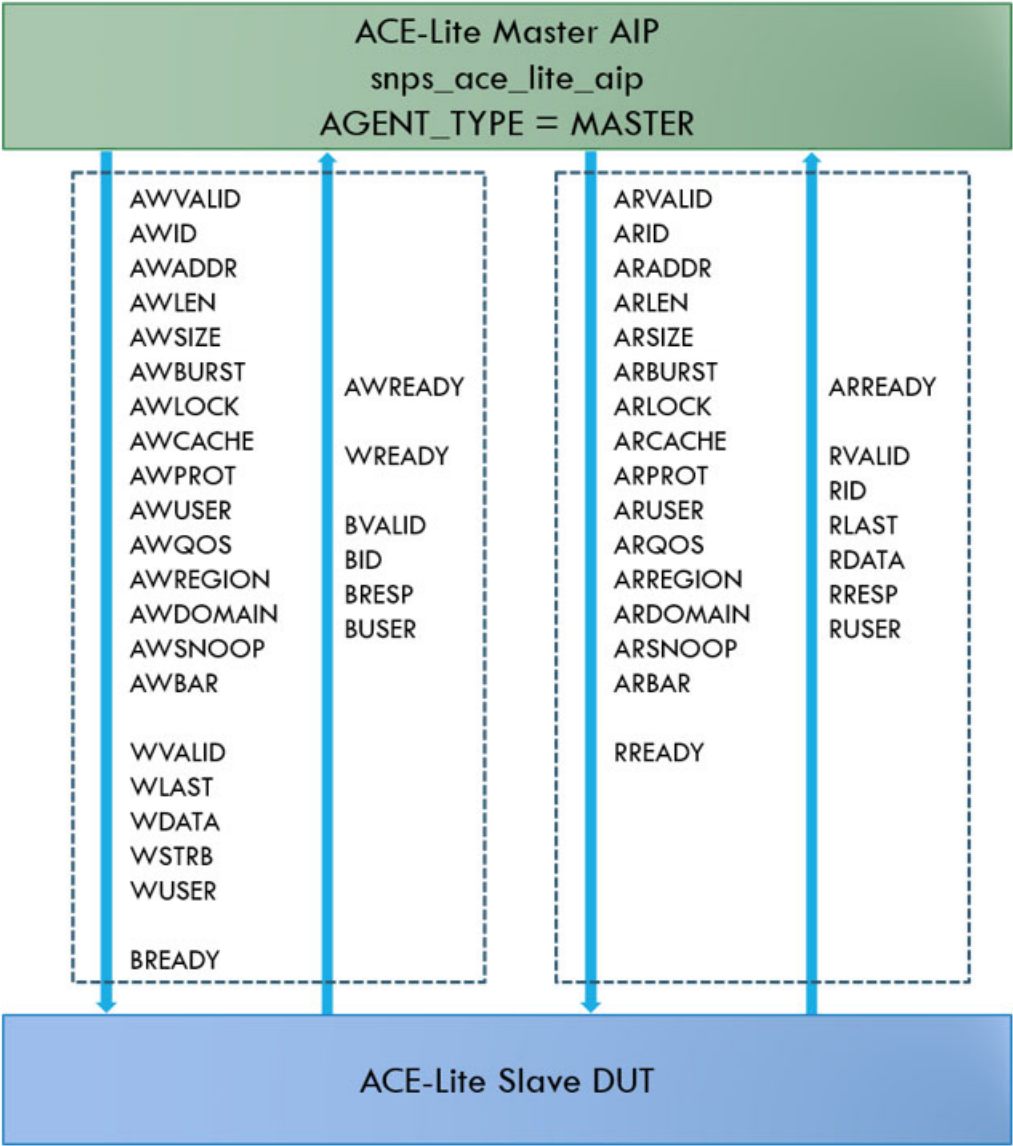 ACE-Lite Master AIP
snps_ace_lite_aip
AGENT_TYPE = MASTER
AWVALID
AWID
AWADDR
AWLEN
AWSIZE
AWBURST
AWLOCK
AWCACHE
AWPROT
AWUSER
AWQOS
AWREGION
AWDOMAIN
AWSNOOP
AWBAR
WVALID
WLAST
WDATA
WSTRB
WUSER
BREADY
AWREADY
WREADY
BVALID
BID
BRESP
BUSER
ARVALID
ARID
ARADDR
ARLEN
ARSIZE
ARBURST
ARLOCK
ARCACHE
ARPROT
ARUSER
ARQOS
ARREGION
ARDOMAIN
ARSNOOP
ARBAR
RREADY
ARREADY
RVALID
RID
RLAST
RDATA
RRESP
RUSER
ACE-Lite Slave DUT